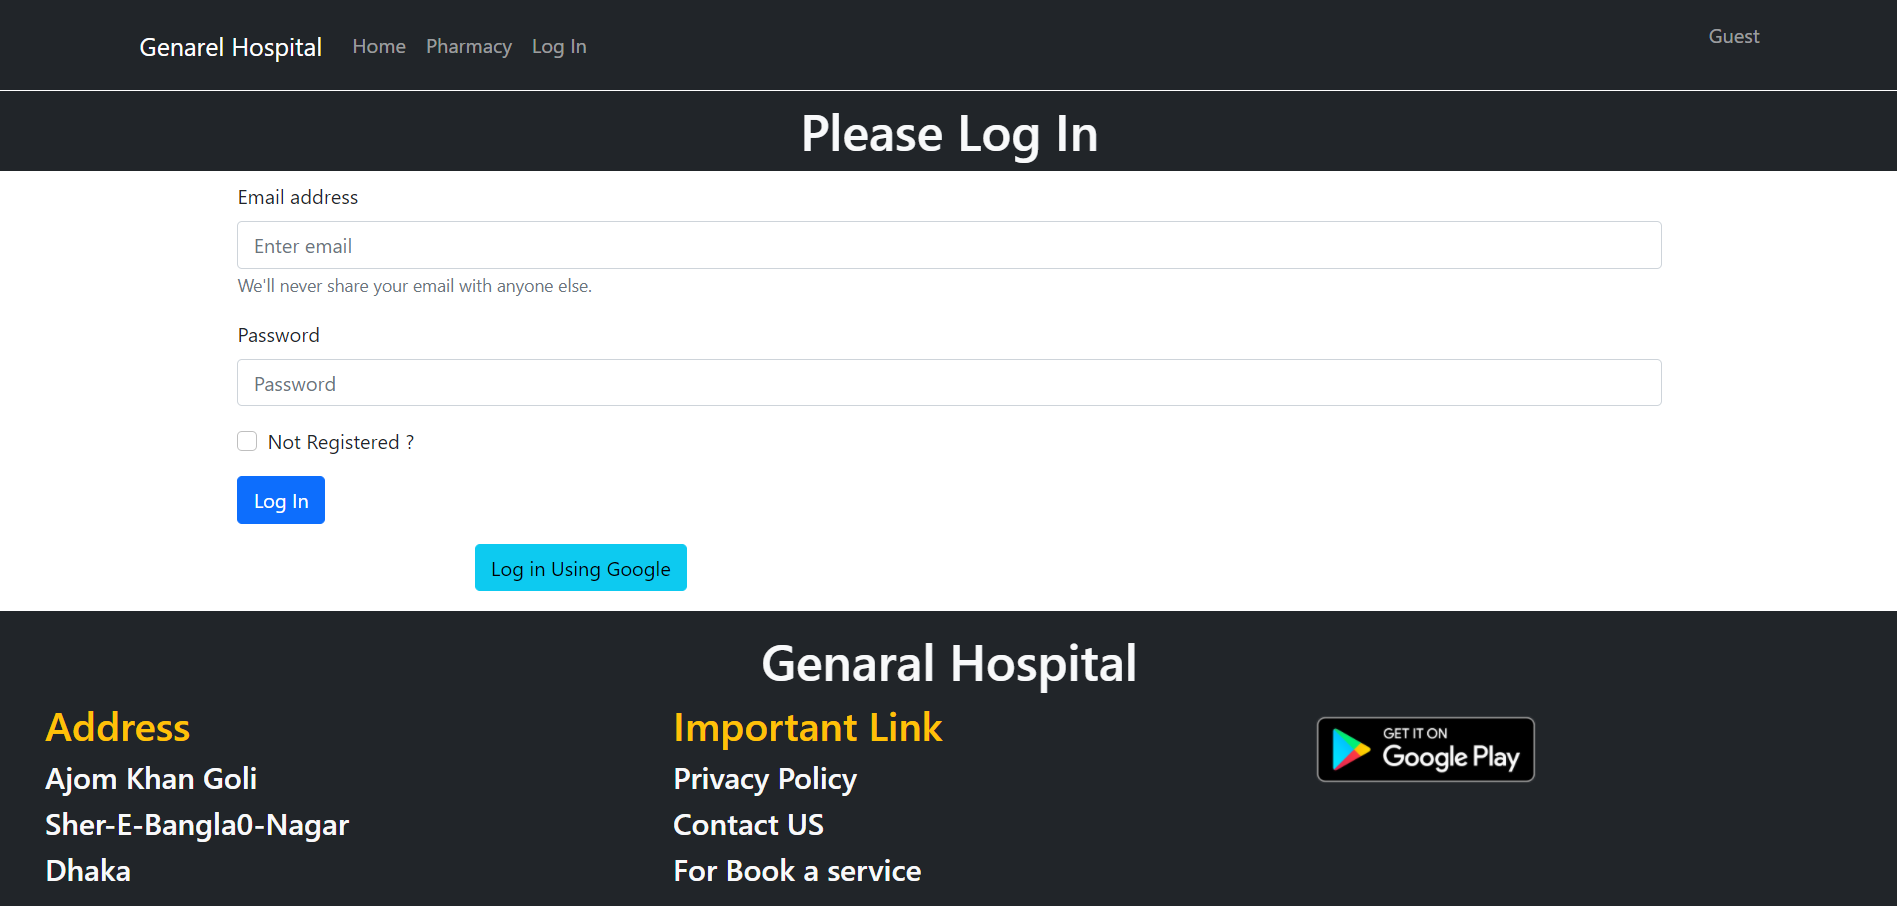 Genarel Hospital Home Pharmacy Log In Guest
Please Log In
Email address
Enter email
We'll never share your email with anyone else.
Password
Password
Not Registered ?
Log In
Log in Using Google
Genaral Hospital
Address
Ajom Khan Goli
Sher-E-Bangla0-Nagar
Dhaka
Important Link
Privacy Policy
Contact US
For Book a service
GET IT ON
Google Play